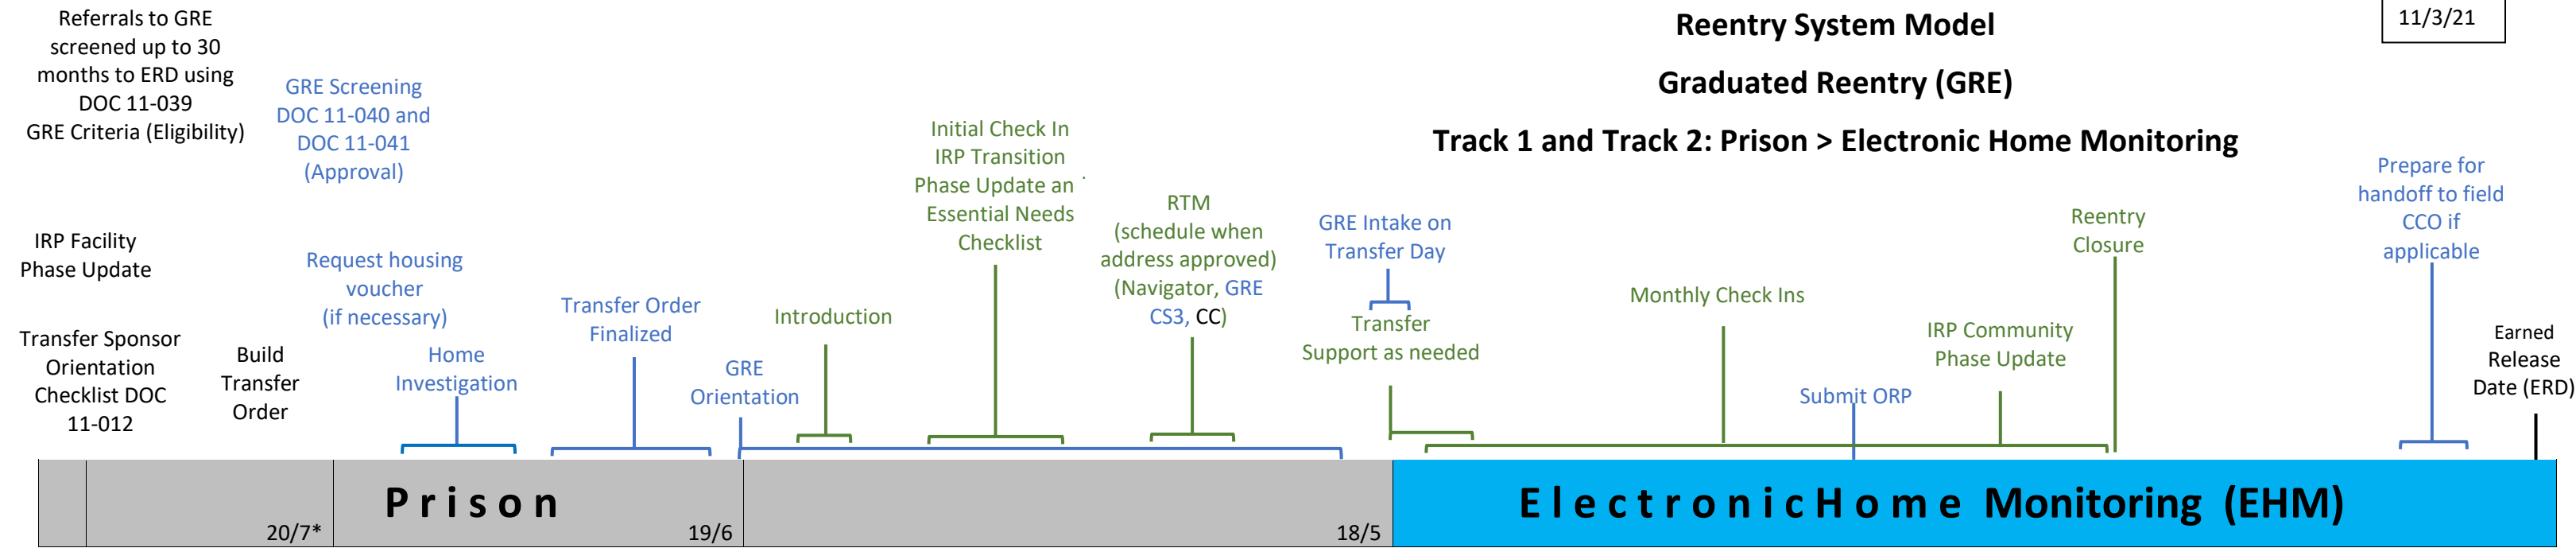 Reentry System Model
Graduated Reentry (GRE)
Track 1 and Track 2: Prison > Electronic Home Monitoring
11/3/21
Referrals to GRE
screened up to 30
months to ERD using
DOC 11-039
GRE Criteria (Eligibility)
IRP Facility
Phase Update
Transfer Sponsor
Orientation
Checklist DOC
11-012
Build
Transfer
Order
GRE Screening
DOC 11-040 and
DOC 11-041
(Approval)
Request housing
voucher
(if necessary)
Home
Investigation
Transfer Order
Finalized
GRE
Orientation
Introduction
Initial Check In
IRP Transition
Phase Update an
Essential Needs
Checklist
RTM
(schedule when
address approved)
(Navigator, GRE
CS3, CC)
GRE Intake on
Transfer Day
Transfer
Support as needed
Monthly Check Ins
Submit ORP
IRP Community
Phase Update
Reentry
Closure
Prepare for
handoff to field
CCO if
applicable
Earned
Release
Date (ERD)
20/7*
Prison
19/6
18/5
ElectronicHome Monitoring (EHM)